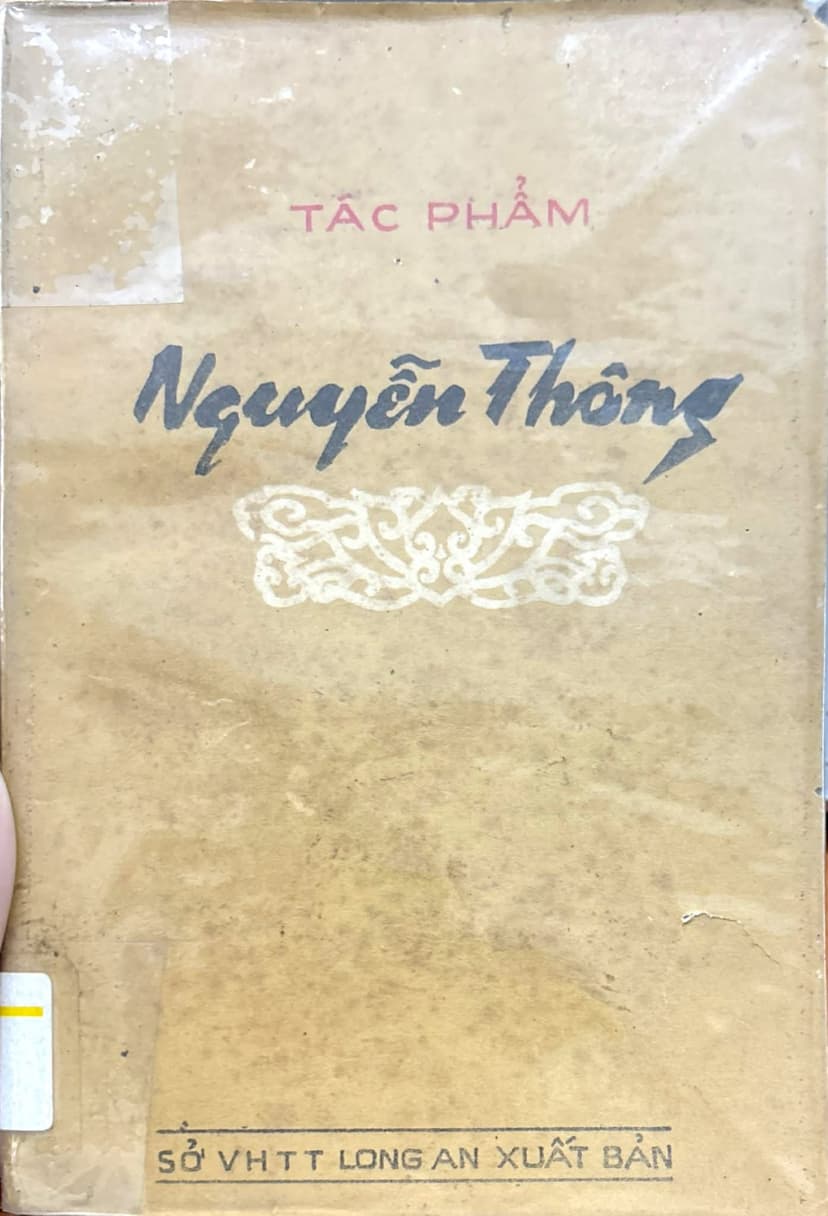 TÁC PHẨM
Nguyễn Thông
SỞ VHTT LONG AN XUẤT BẢN